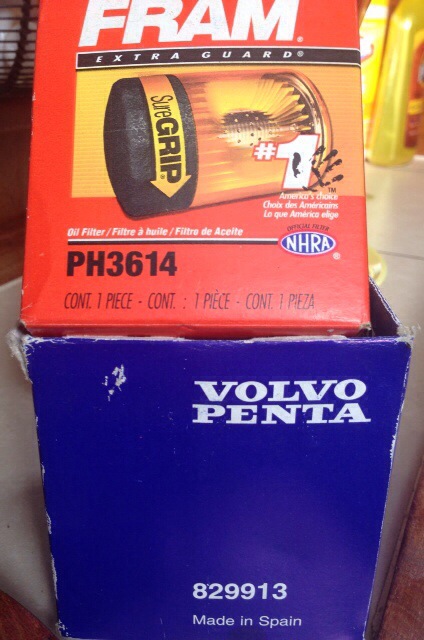 FRAM
EXTRA GUARD®
SureGRIP®
#1
™
America's choice
Choix des Américains
Lo que América elige
Oil Filter / Filtre à huile / Filtro de Aceite
OFFICIAL FILTER
NHRA
®
PH3614
CONT. 1 PIECE - CONT. : 1 PIÈCE - CONT. 1 PIEZA
VOLVO
PENTA
829913
Made in Spain